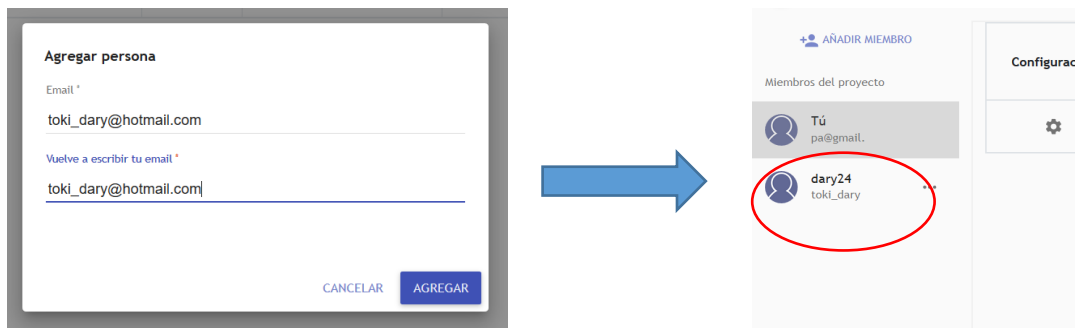 Agregar persona
Email *
toki_dary@hotmail.com
Vuelve a escribir tu email *
toki_dary@hotmail.com
CANCELAR AGREGAR
AÑADIR MIEMBRO
Miembros del proyecto
Tú
pa@gmail.
dary24
toki_dary
Configurac